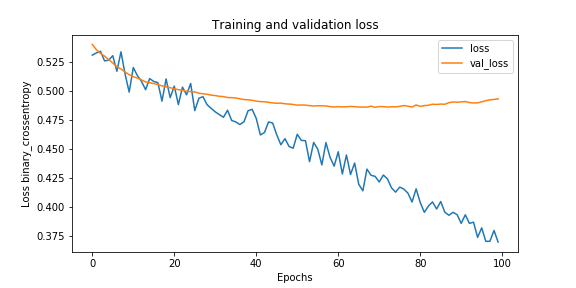 Training and validation loss
loss
val_loss
Loss binary_crossentropy
0.525
0.500
0.475
0.450
0.425
0.400
0.375
0 20 40 60 80 100
Epochs